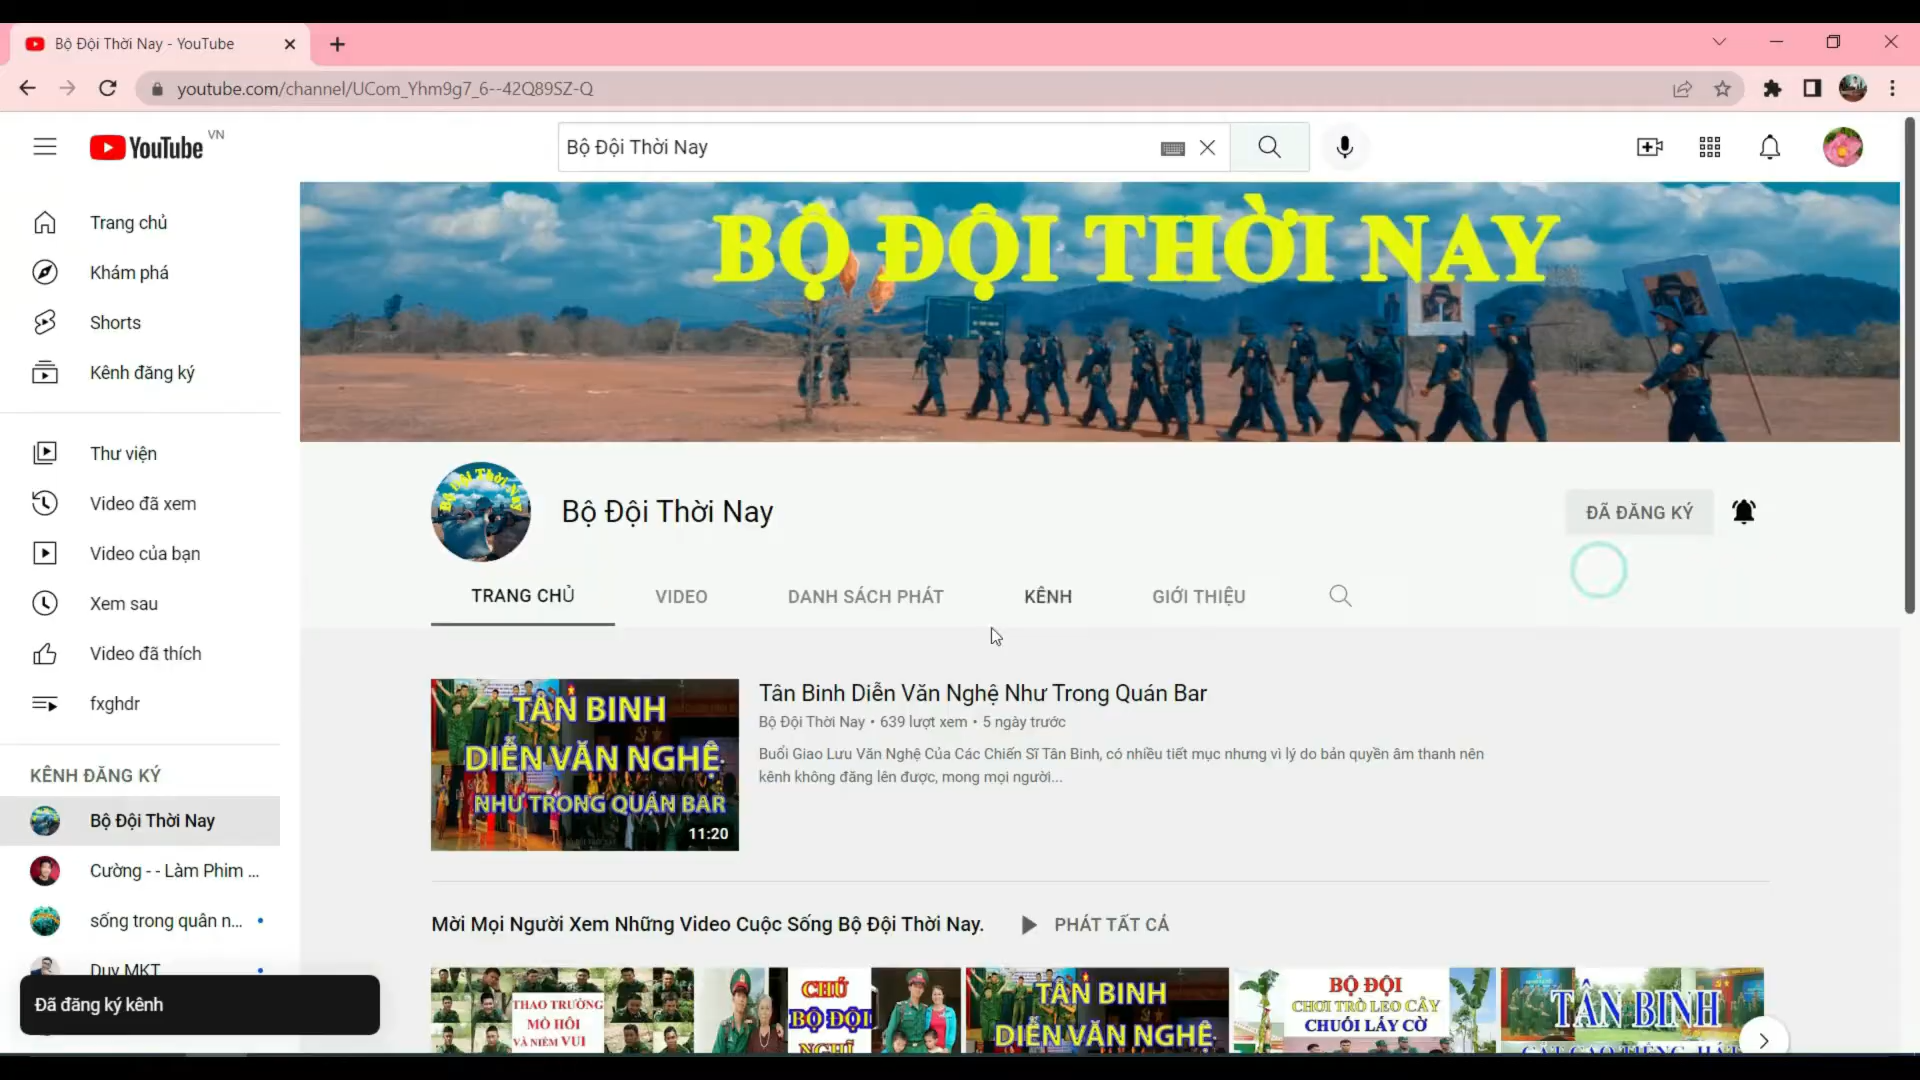 Bộ Đội Thời Nay - YouTube
youtube.com/channel/UCom_Yhm9g7_6--42Q89SZ-Q
YouTube VN
Bộ Đội Thời Nay
Trang chủ
Khám phá
Shorts
Kênh đăng ký
Thư viện
Video đã xem
Video của bạn
Xem sau
Video đã thích
fxghdr
KÊNH ĐĂNG KÝ
Bộ Đội Thời Nay
Cường - - Làm Phim ...
sống trong quân n...
Duy MKT
Đã đăng ký kênh
BỘ ĐỘI THỜI NAY
Bộ Đội Thời Nay
Bộ Đội Thời Nay
ĐÃ ĐĂNG KÝ
TRANG CHỦ
VIDEO
DANH SÁCH PHÁT
KÊNH
GIỚI THIỆU
TÂN BINH
DIỄN VĂN NGHỆ
NHƯ TRONG QUÁN BAR
11:20
Tân Binh Diễn Văn Nghệ Như Trong Quán Bar
Bộ Đội Thời Nay • 639 lượt xem • 5 ngày trước
Buổi Giao Lưu Văn Nghệ Của Các Chiến Sĩ Tân Binh, có nhiều tiết mục nhưng vì lý do bản quyền âm thanh nên
kênh không đăng lên được, mong mọi người...
Mời Mọi Người Xem Những Video Cuộc Sống Bộ Đội Thời Nay.
PHÁT TẤT CẢ
THAO TRƯỜNG
MỒ HÔI
VÀ NIỀM VUI
CHÚ
BỘ ĐỘI
NGHĨ
TÂN BINH
DIỄN VĂN NGHỆ
BỘ ĐỘI
CHƠI TRÒ LEO CÂY
CHUỐI LẤY CỜ
TÂN BINH